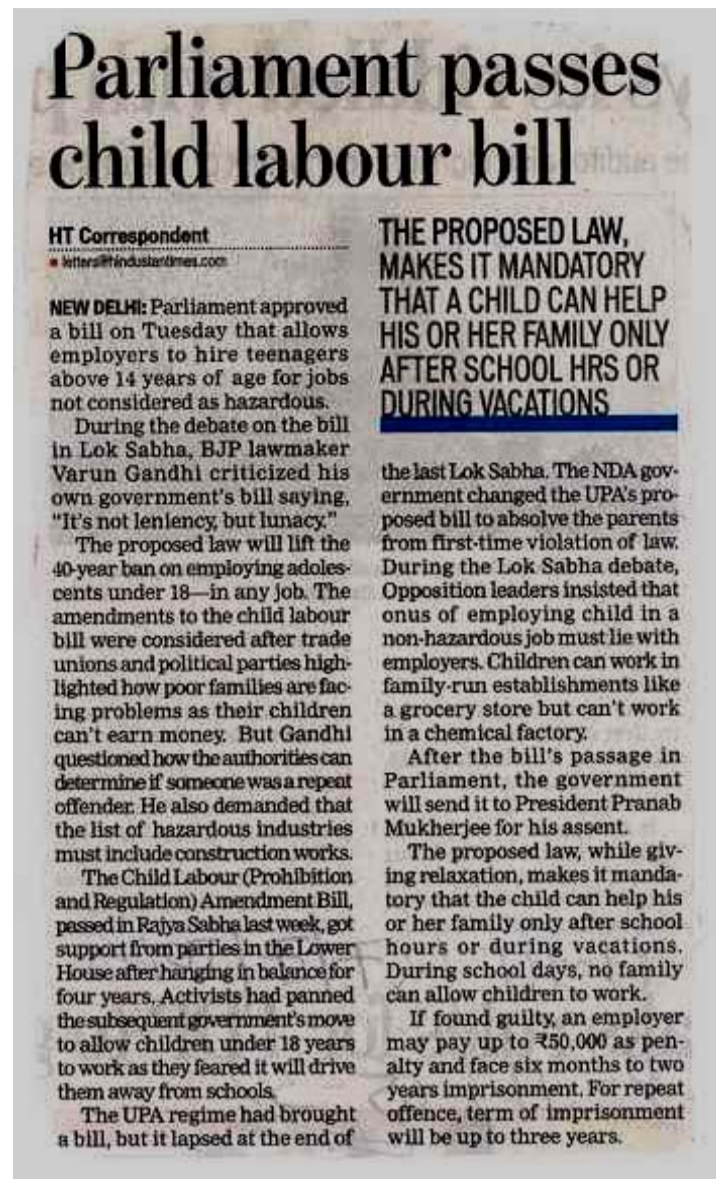 Parliament passes
child labour bill
HT Correspondent
letters@hindustantimes.com
NEW DELHI: Parliament approved
a bill on Tuesday that allows
employers to hire teenagers
above 14 years of age for jobs
not considered as hazardous.
During the debate on the bill
in Lok Sabha, BJP lawmaker
Varun Gandhi criticized his
own government's bill saying,
"It's not leniency, but lunacy."
The proposed law will lift the
40-year ban on employing adoles-
cents under 18—in any job. The
amendments to the child labour
bill were considered after trade
unions and political parties high-
lighted how poor families are fac-
ing problems as their children
can't earn money. But Gandhi
questioned how the authorities can
determine if someone was a repeat
offender. He also demanded that
the list of hazardous industries
must include construction works.
The Child Labour (Prohibition
and Regulation) Amendment Bill,
passed in Rajya Sabha last week, got
support from parties in the Lower
House after hanging in balance for
four years. Activists had panned
the subsequent government's move
to allow children under 18 years
to work as they feared it will drive
them away from schools.
The UPA regime had brought
a bill, but it lapsed at the end of
THE PROPOSED LAW,
MAKES IT MANDATORY
THAT A CHILD CAN HELP
HIS OR HER FAMILY ONLY
AFTER SCHOOL HRS OR
DURING VACATIONS
the last Lok Sabha. The NDA gov-
ernment changed the UPA's pro-
posed bill to absolve the parents
from first-time violation of law.
During the Lok Sabha debate,
Opposition leaders insisted that
onus of employing child in a
non-hazardous job must lie with
employers. Children can work in
family-run establishments like
a grocery store but can't work
in a chemical factory.
After the bill's passage in
Parliament, the government
will send it to President Pranab
Mukherjee for his assent.
The proposed law, while giv-
ing relaxation, makes it manda-
tory that the child can help his
or her family only after school
hours or during vacations.
During school days, no family
can allow children to work.
If found guilty, an employer
may pay up to ₹50,000 as pen-
alty and face six months to two
years imprisonment. For repeat
offence, term of imprisonment
will be up to three years.